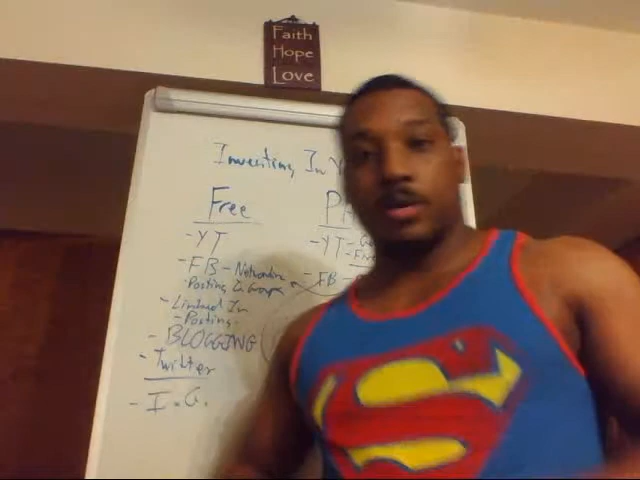 Faith
Hope
Love
Investing In Y
Free
- YT
- FB - Networking
· Posting In Groups
- Linked In
- Posting
- BLOGGING
- Twitter
- I.G.
P
- YT -
- FB -
S